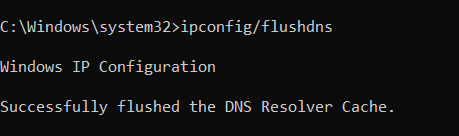 C:\Windows\system32>ipconfig/flushdns
Windows IP Configuration
Successfully flushed the DNS Resolver Cache.